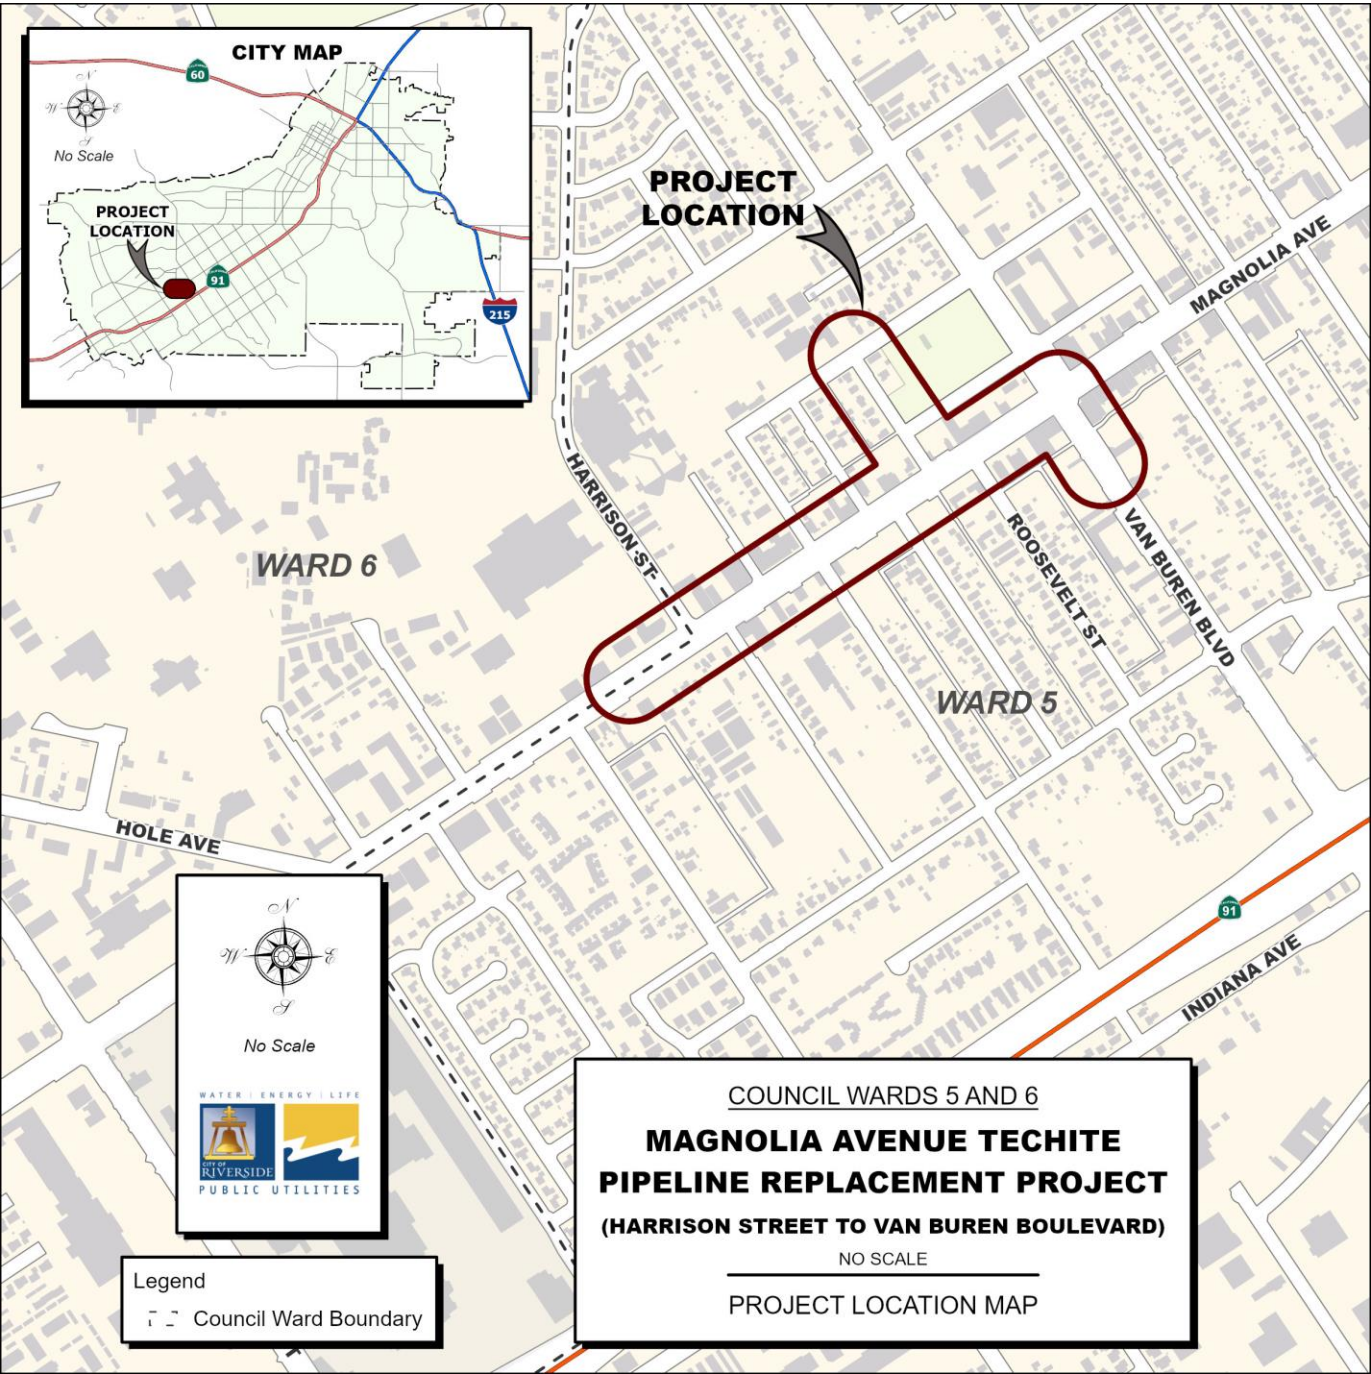 CITY MAP
60
N
W
E
S
No Scale
PROJECT
LOCATION
91
215
PROJECT
LOCATION
MAGNOLIA AVE
HARRISON ST
WARD 6
ROOSEVELT ST
VAN BUREN BLVD
WARD 5
HOLE AVE
91
INDIANA AVE
N
W
E
S
No Scale
WATER | ENERGY | LIFE
CITY OF
RIVERSIDE
PUBLIC UTILITIES
Legend
Council Ward Boundary
COUNCIL WARDS 5 AND 6
MAGNOLIA AVENUE TECHITE
PIPELINE REPLACEMENT PROJECT
(HARRISON STREET TO VAN BUREN BOULEVARD)
NO SCALE
PROJECT LOCATION MAP